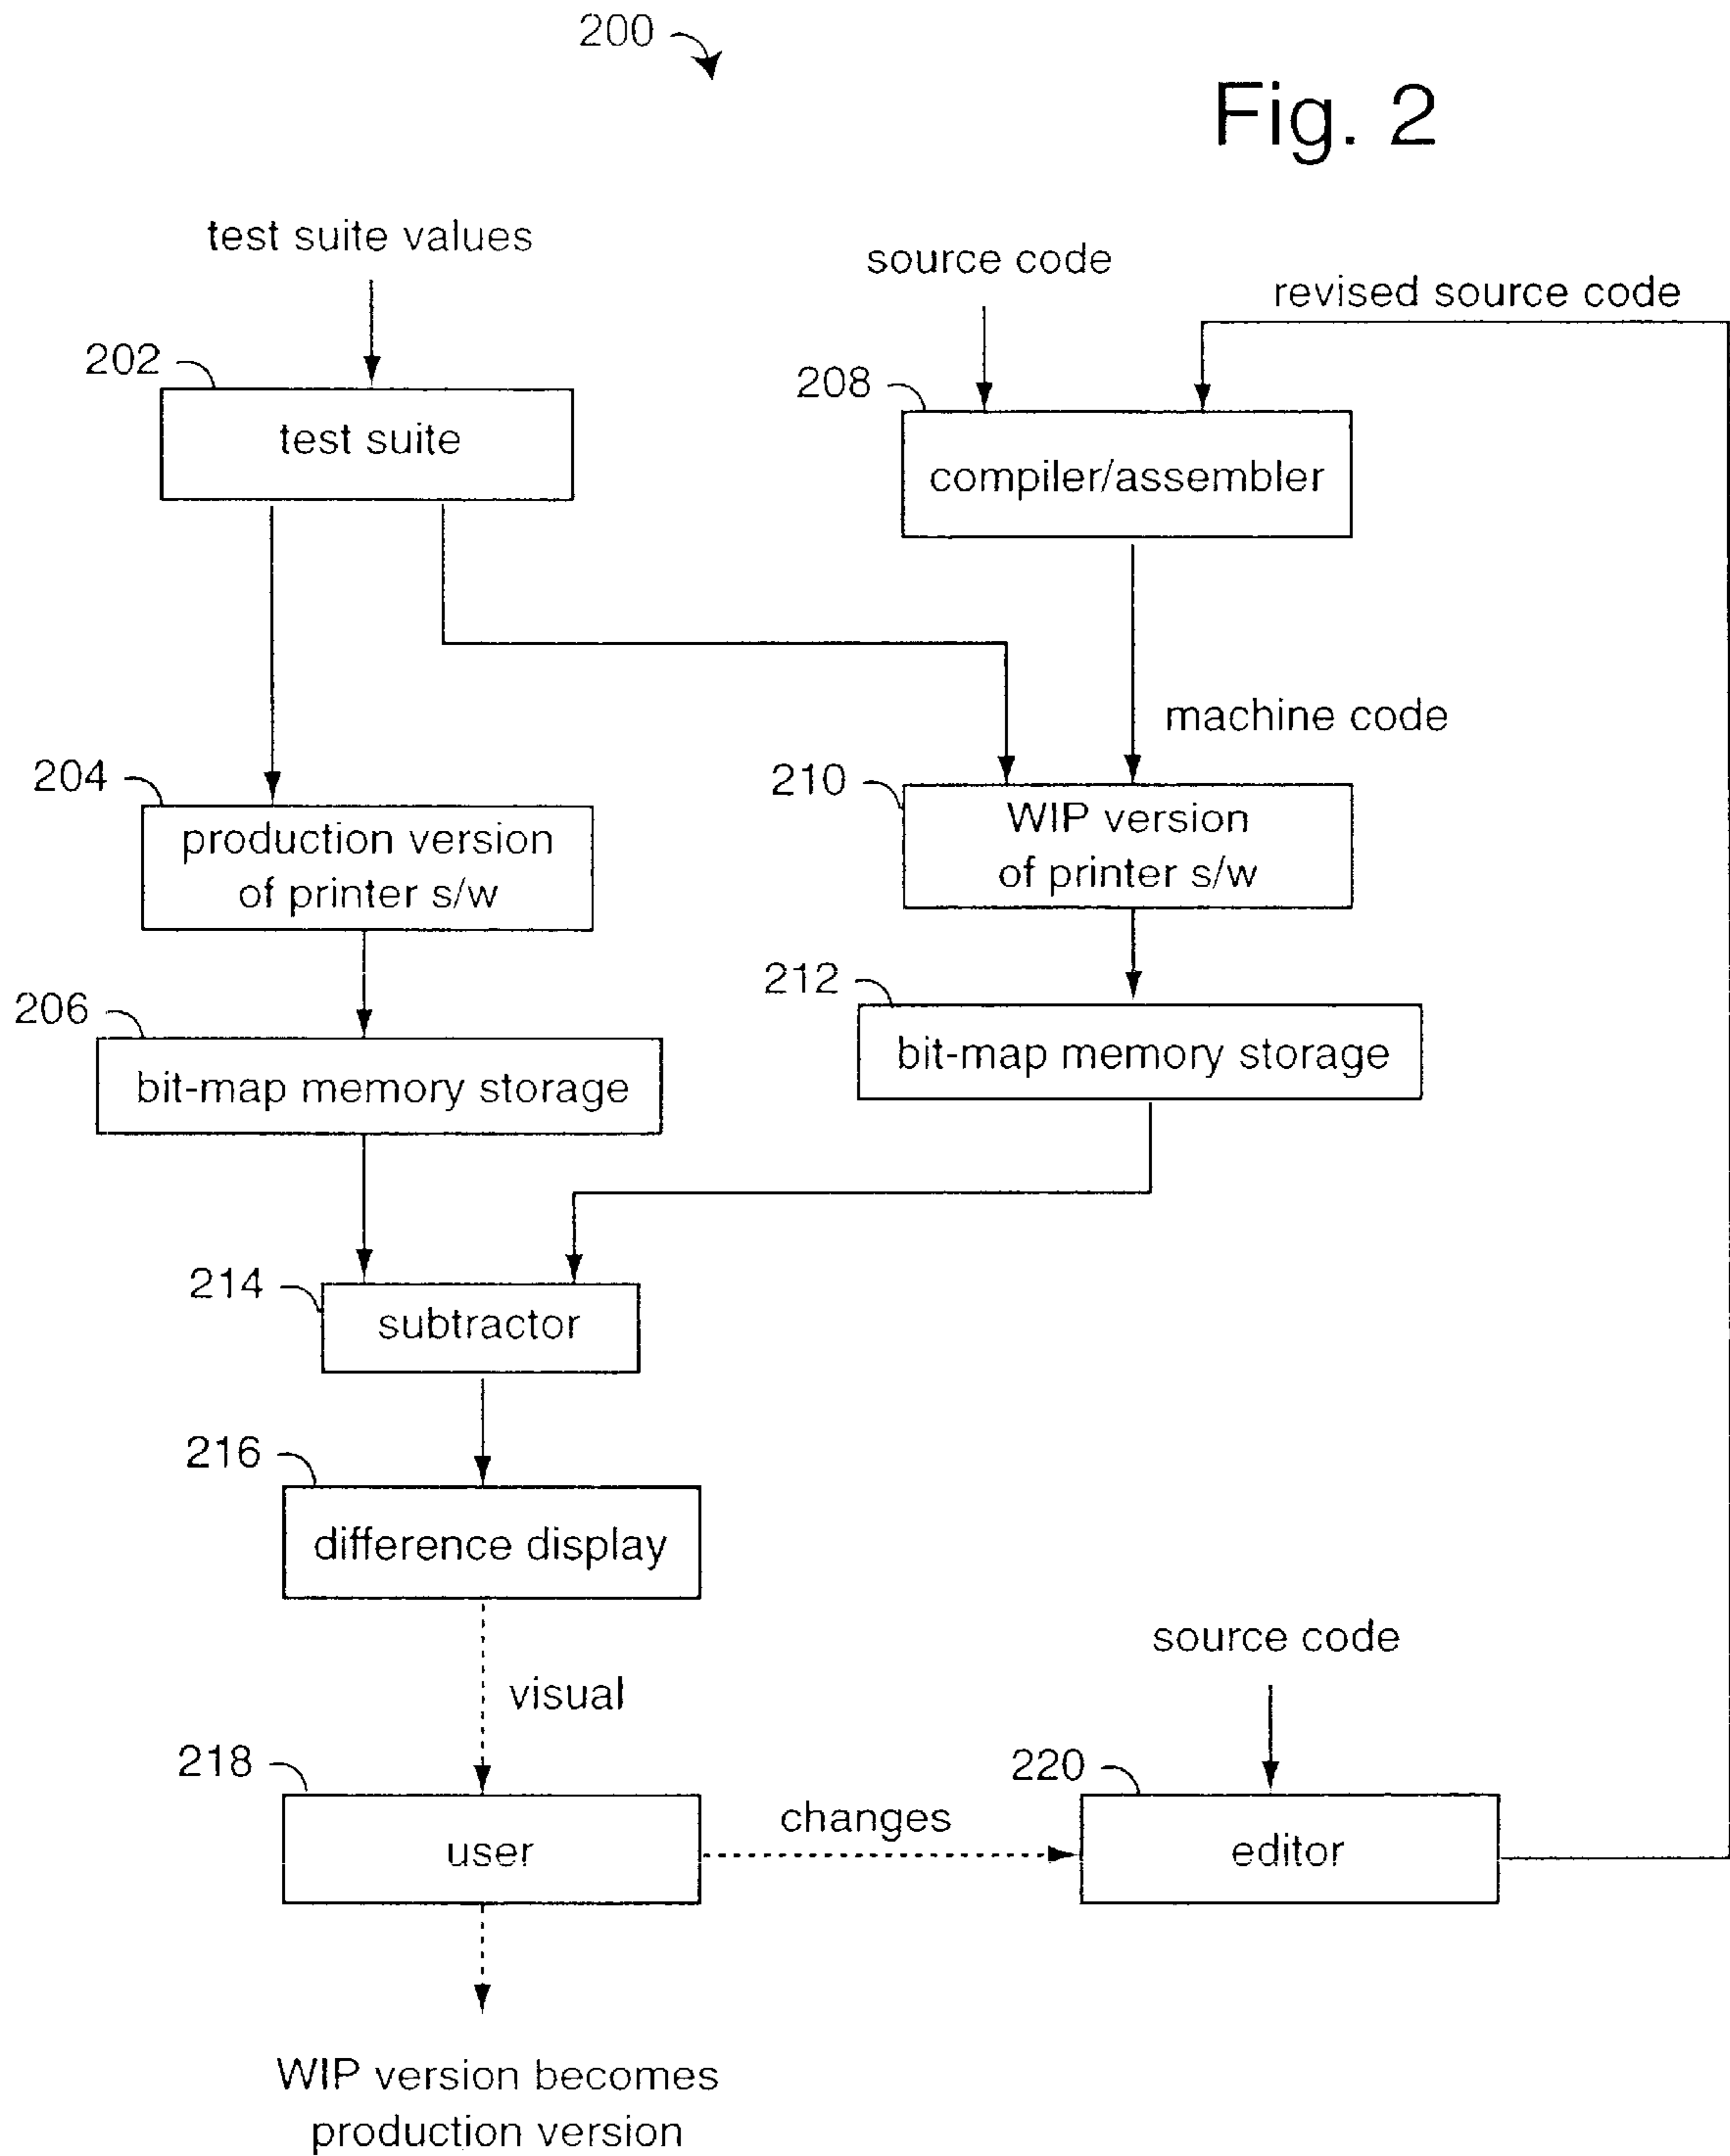 200
Fig. 2
test suite values
source code
revised source code
202
test suite
208
compiler/assembler
machine code
204
production version
of printer s/w
210
WIP version
of printer s/w
206
bit-map memory storage
212
bit-map memory storage
214
subtractor
216
difference display
visual
source code
218
user
changes
220
editor
WIP version becomes
production version